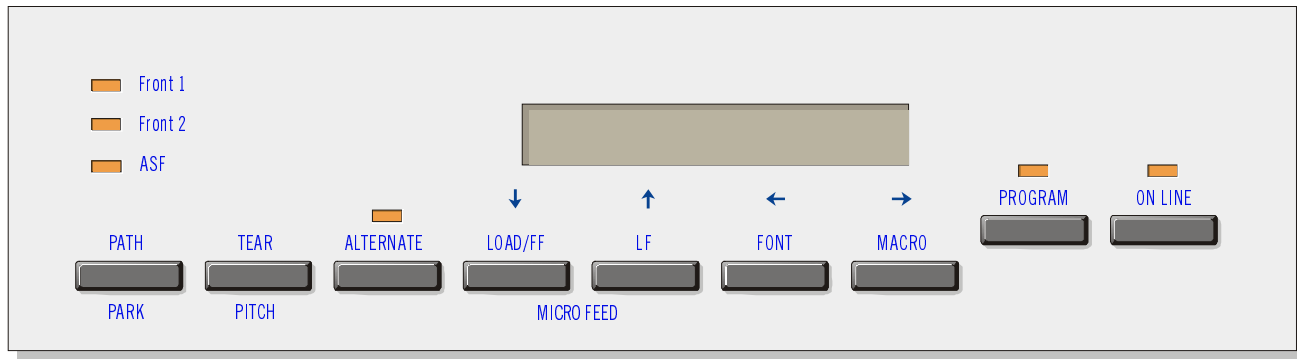 Front 1
Front 2
ASF
PROGRAM
ON LINE
PATH
TEAR
ALTERNATE
LOAD/FF
LF
FONT
MACRO
PARK
PITCH
MICRO FEED